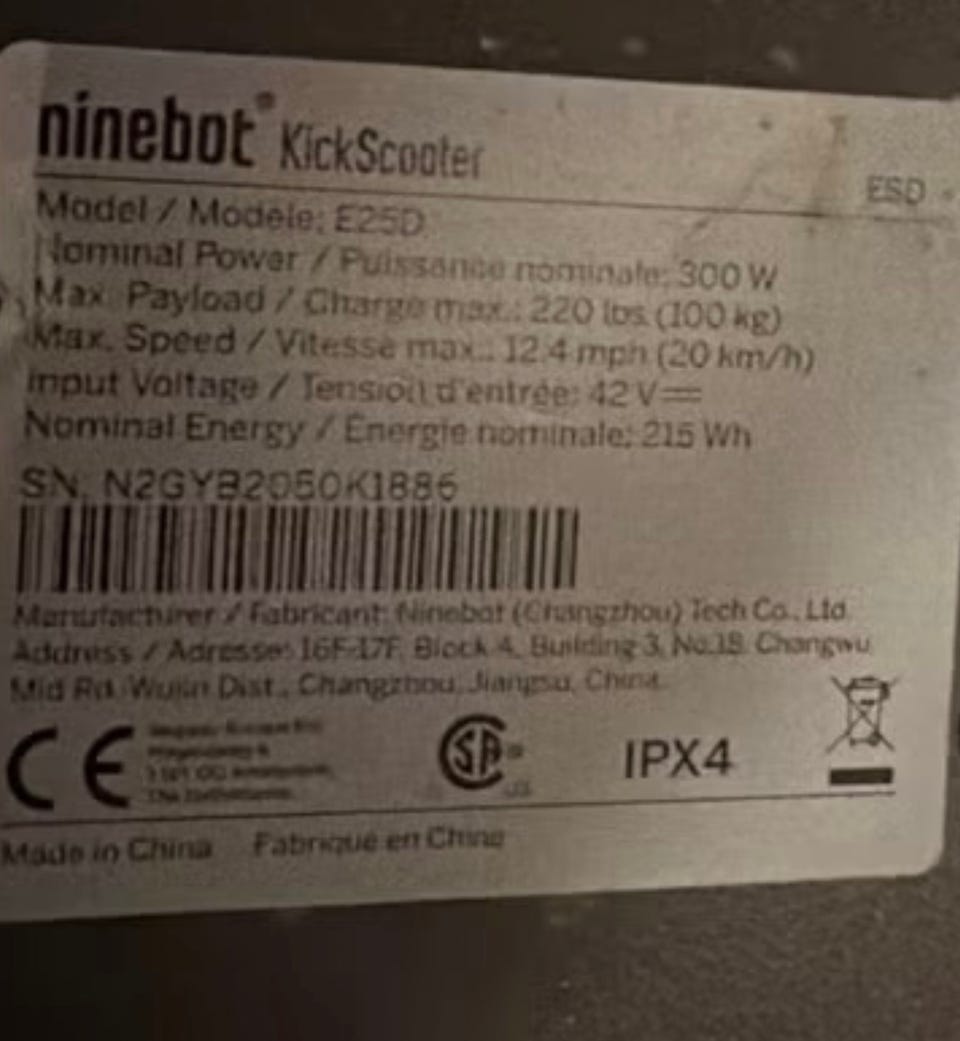 ninebot® KickScooter
ESD
Model / Modèle: E25D
Nominal Power / Puissance nominale: 300 W
Max. Payload / Charge max.: 220 lbs. (100 kg)
Max. Speed / Vitesse max.: 12.4 mph (20 km/h)
Input Voltage / Tension d'entrée: 42 V⎓
Nominal Energy / Énergie nominale: 215 Wh
SN: N2GYB2050K1886
Manufacturer / Fabricant: Ninebot (Changzhou) Tech Co., Ltd.
Address / Adresse: 16F-17F, Block 4, Building 3, No.18, Changwu
Mid Rd, Wujin Dist., Changzhou, Jiangsu, China.
CE
SA
US
IPX4
Made in China Fabriqué en Chine